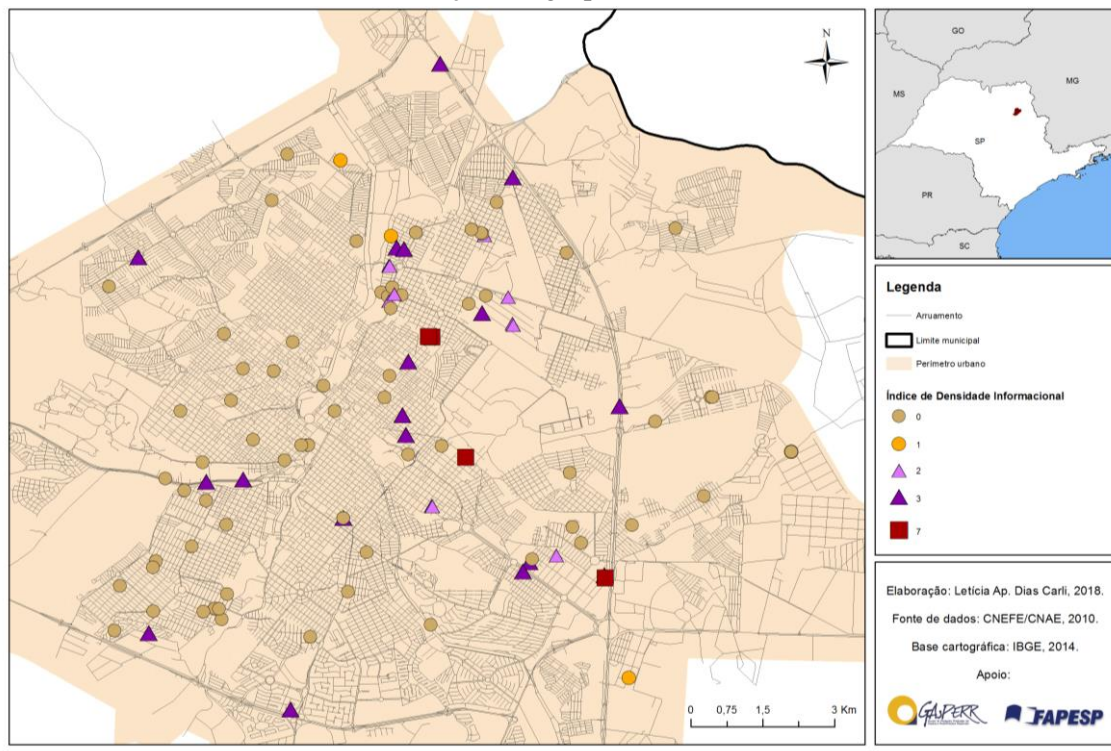 N
0 0,75 1,5 3 Km
GO
MG
MS
SP
PR
SC
Legenda
Arruamento
Limite municipal
Perímetro urbano
Índice de Densidade Informacional
0
1
2
3
7
Elaboração: Letícia Ap. Dias Carli, 2018.
Fonte de dados: CNEFE/CNAE, 2010.
Base cartográfica: IBGE, 2014.
Apoio:
GAsPERR
FAPESP